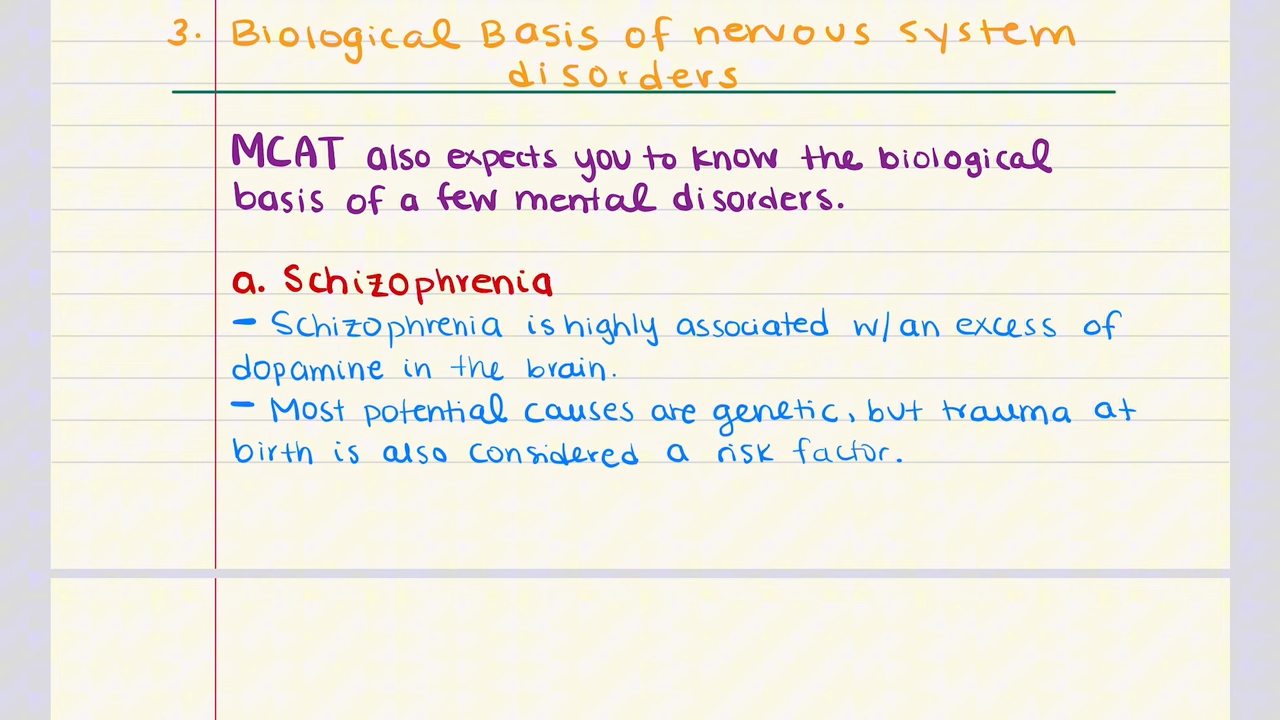 3. Biological Basis of nervous system
disorders
MCAT also expects you to know the biological
basis of a few mental disorders.
a. Schizophrenia
- Schizophrenia is highly associated w/an excess of
dopamine in the brain.
- Most potential causes are genetic, but trauma at
birth is also considered a risk factor.